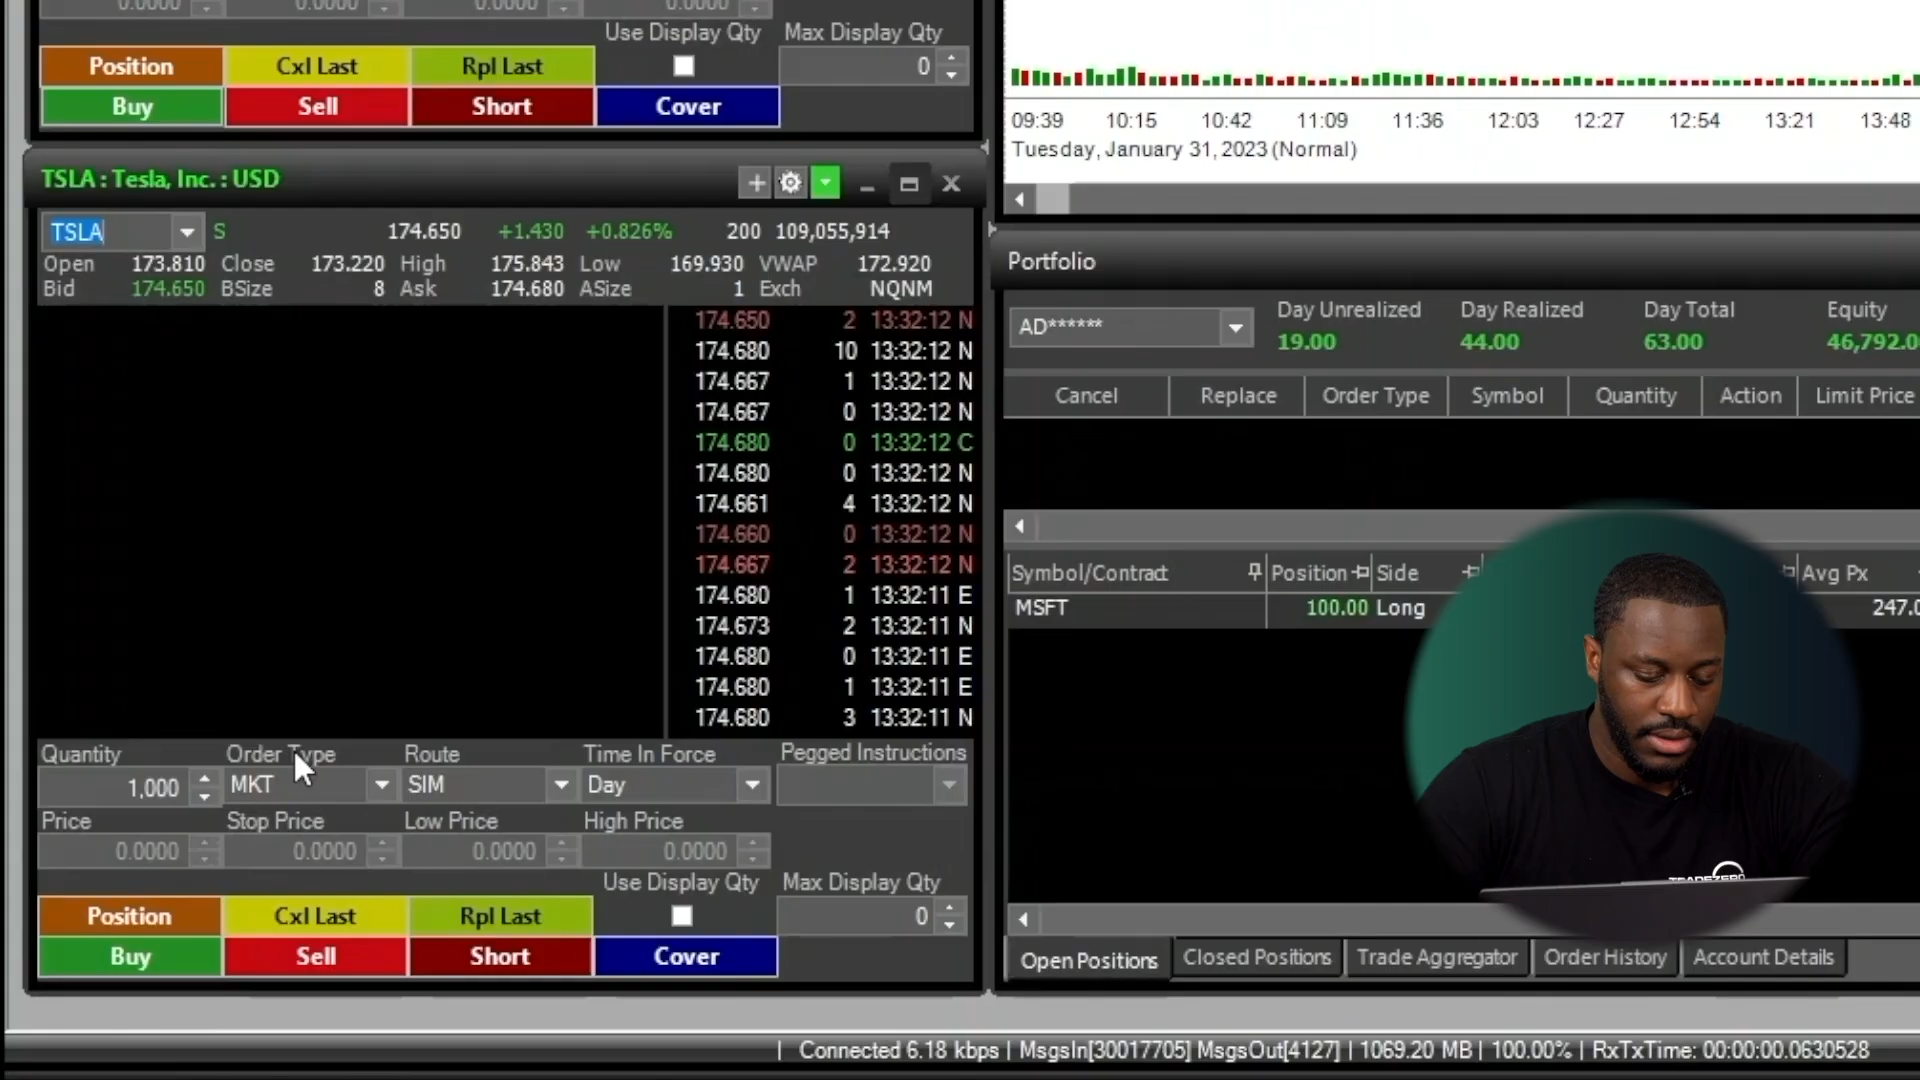 0.0000 0.0000 0.0000 0.0000
Use Display Qty Max Display Qty
Position Cxl Last Rpl Last 0
Buy Sell Short Cover
TSLA : Tesla, Inc. : USD
TSLA S 174.650 +1.430 +0.826% 200 109,055,914
Open 173.810 Close 173.220 High 175.843 Low 169.930 VWAP 172.920
Bid 174.650 BSize 8 Ask 174.680 ASize 1 Exch NQNM
174.650 2 13:32:12 N
174.680 10 13:32:12 N
174.667 1 13:32:12 N
174.667 0 13:32:12 N
174.680 0 13:32:12 C
174.680 0 13:32:12 N
174.661 4 13:32:12 N
174.660 0 13:32:12 N
174.667 2 13:32:12 N
174.680 1 13:32:11 E
174.673 2 13:32:11 N
174.680 0 13:32:11 E
174.680 1 13:32:11 E
174.680 3 13:32:11 N
Quantity Order Type Route Time In Force Pegged Instructions
1,000 MKT SIM Day
Price Stop Price Low Price High Price
0.0000 0.0000 0.0000 0.0000
Use Display Qty Max Display Qty
Position Cxl Last Rpl Last 0
Buy Sell Short Cover
09:39 10:15 10:42 11:09 11:36 12:03 12:27 12:54 13:21 13:48
Tuesday, January 31, 2023 (Normal)
Portfolio
AD******
Day Unrealized Day Realized Day Total Equity
19.00 44.00 63.00 46,792.0
Cancel Replace Order Type Symbol Quantity Action Limit Price
Symbol/Contract Position Side Avg Px
MSFT 100.00 Long 247.0
TRADEZERO
Open Positions Closed Positions Trade Aggregator Order History Account Details
| Connected 6.18 kbps | MsgsIn[30017705] MsgsOut[4127] | 1069.20 MB | 100.00% | RxTxTime: 00:00:00.0630528